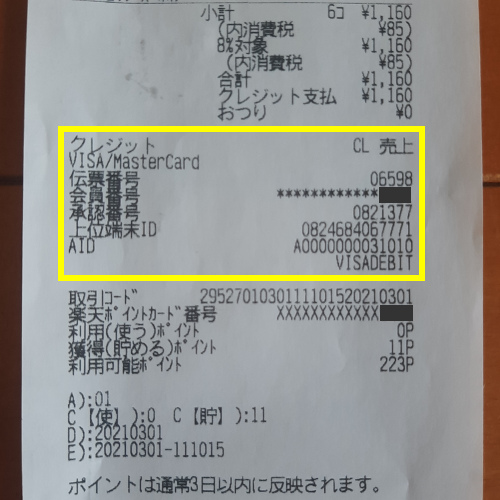 小計 6コ ¥1,160
(内消費税 ¥85)
8%対象 ¥1,160
(内消費税 ¥85)
合計 ¥1,160
クレジット支払 ¥1,160
おつり ¥0
クレジット CL 売上
VISA/MasterCard
伝票番号 06598
会員番号 ************
承認番号 0821377
上位端末ID 0824684067771
AID A0000000031010
VISADEBIT
取引コード 2952701030111101520210301
楽天ポイントカード番号 XXXXXXXXXXXX
利用(使う)ポイント 0P
獲得(貯める)ポイント 11P
利用可能ポイント 223P
A):01
C【使】):0 C【貯】):11
D):20210301
E):20210301-111015
ポイントは通常3日以内に反映されます。